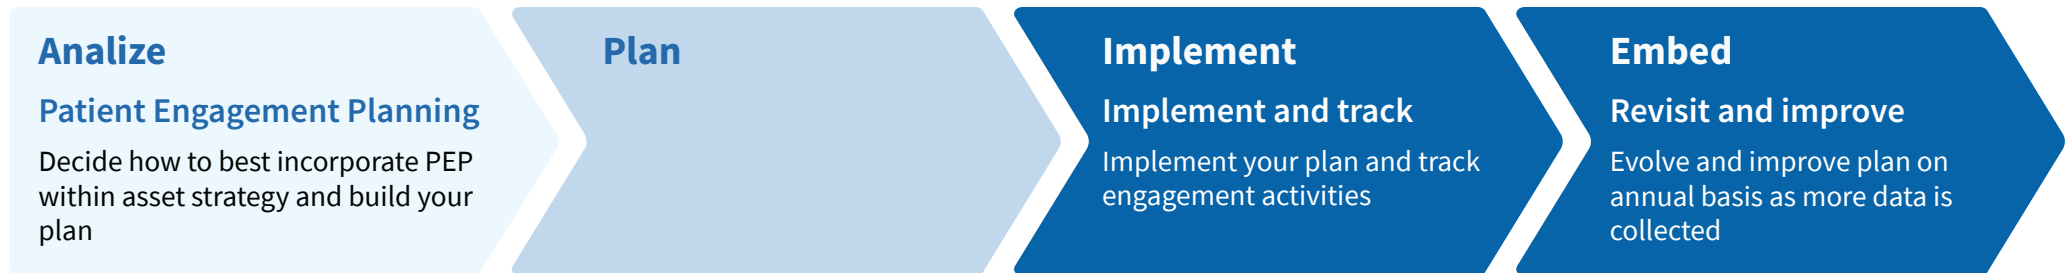 Analize
Patient Engagement Planning
Decide how to best incorporate PEP
within asset strategy and build your
plan
Plan
Implement
Implement and track
Implement your plan and track
engagement activities
Embed
Revisit and improve
Evolve and improve plan on
annual basis as more data is
collected